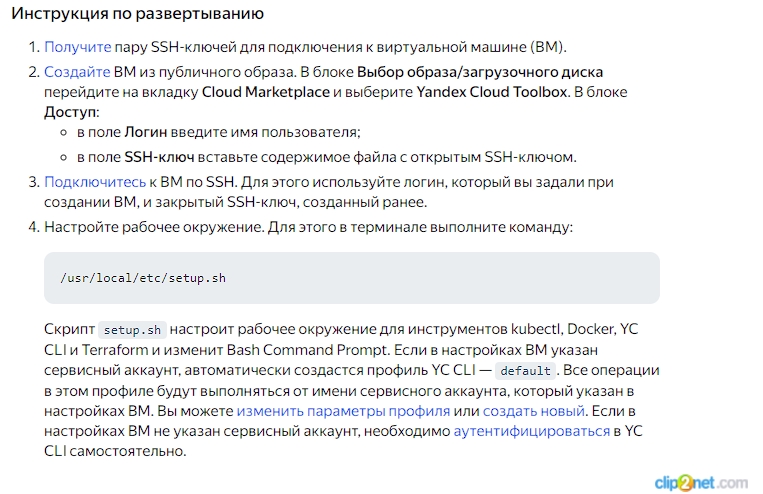 Инструкция по развертыванию
1. Получите пару SSH-ключей для подключения к виртуальной машине (ВМ).
2. Создайте ВМ из публичного образа. В блоке Выбор образа/загрузочного диска
перейдите на вкладку Cloud Marketplace и выберите Yandex Cloud Toolbox. В блоке
Доступ:
в поле Логин введите имя пользователя;
в поле SSH-ключ вставьте содержимое файла с открытым SSH-ключом.
3. Подключитесь к ВМ по SSH. Для этого используйте логин, который вы задали при
создании ВМ, и закрытый SSH-ключ, созданный ранее.
4. Настройте рабочее окружение. Для этого в терминале выполните команду:
/usr/local/etc/setup.sh
Скрипт setup.sh настроит рабочее окружение для инструментов kubectl, Docker, YC
CLI и Terraform и изменит Bash Command Prompt. Если в настройках ВМ указан
сервисный аккаунт, автоматически создастся профиль YC CLI — default. Все операции
в этом профиле будут выполняться от имени сервисного аккаунта, который указан в
настройках ВМ. Вы можете изменить параметры профиля или создать новый. Если в
настройках ВМ не указан сервисный аккаунт, необходимо аутентифицироваться в YC
CLI самостоятельно.
clip2net.com